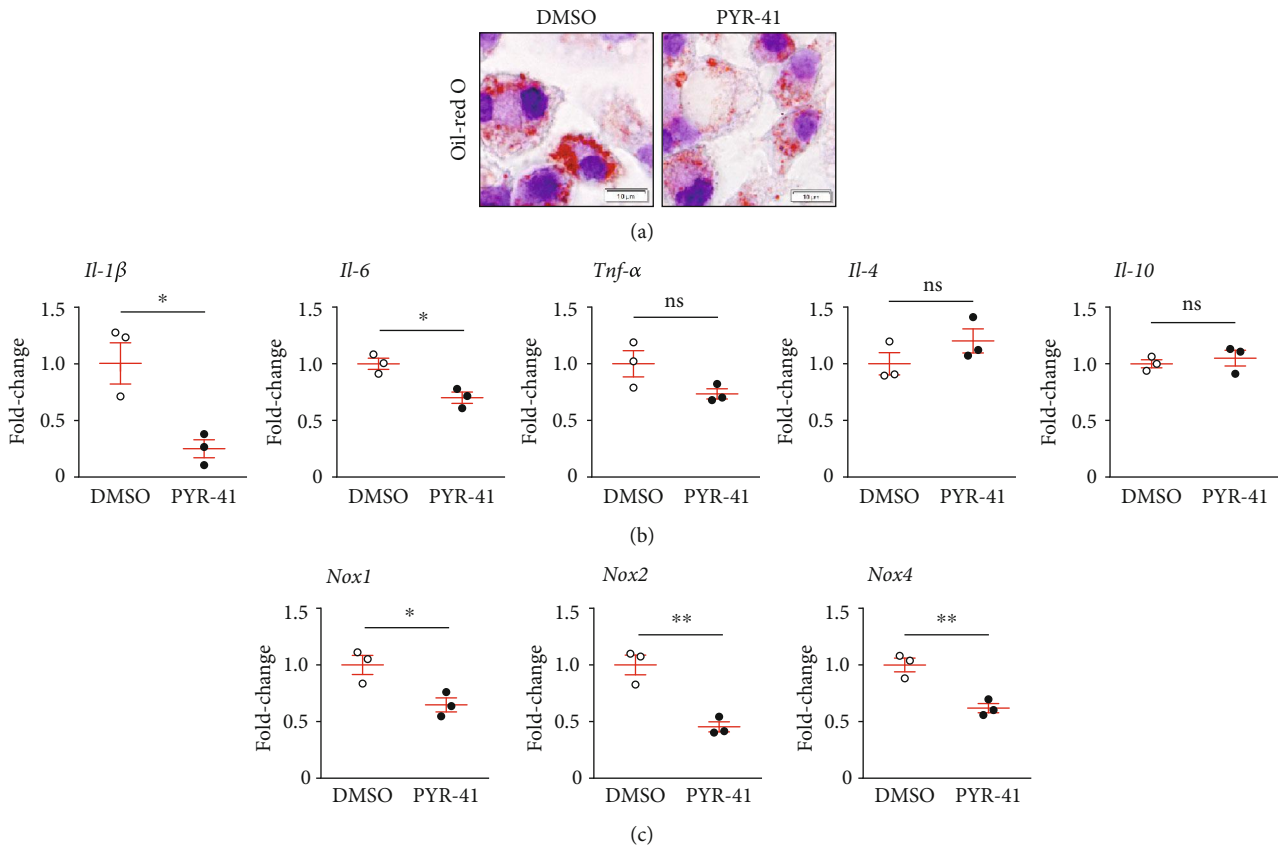 DMSO PYR-41
Oil-red O
10 μm 10 μm
(a)
Il-1β Il-6 Tnf-α Il-4 Il-10
Fold-change 1.5 1.0 0.5 0 * DMSO PYR-41
Fold-change 1.5 1.0 0.5 0 * DMSO PYR-41
Fold-change 1.5 1.0 0.5 0 ns DMSO PYR-41
Fold-change 1.5 1.0 0.5 0 ns DMSO PYR-41
Fold-change 1.5 1.0 0.5 0 ns DMSO PYR-41
(b)
Nox1 Nox2 Nox4
Fold-change 1.5 1.0 0.5 0 * DMSO PYR-41
Fold-change 1.5 1.0 0.5 0 ** DMSO PYR-41
Fold-change 1.5 1.0 0.5 0 ** DMSO PYR-41
(c)